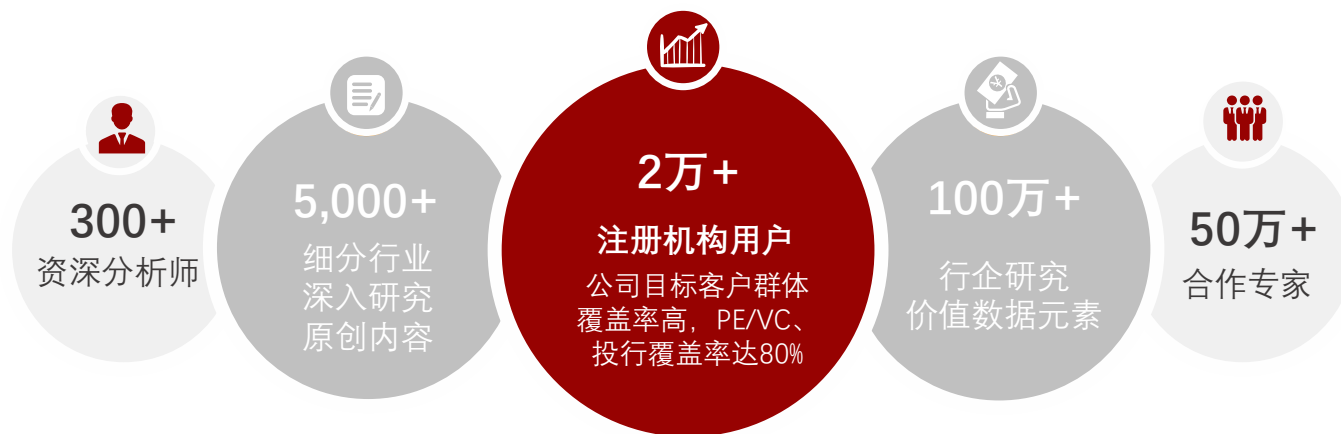 300+
资深分析师
5,000+
细分行业
深入研究
原创内容
2万+
注册机构用户
公司目标客户群体
覆盖率高，PE/VC、
投行覆盖率达80%
100万+
行企研究
价值数据元素
50万+
合作专家